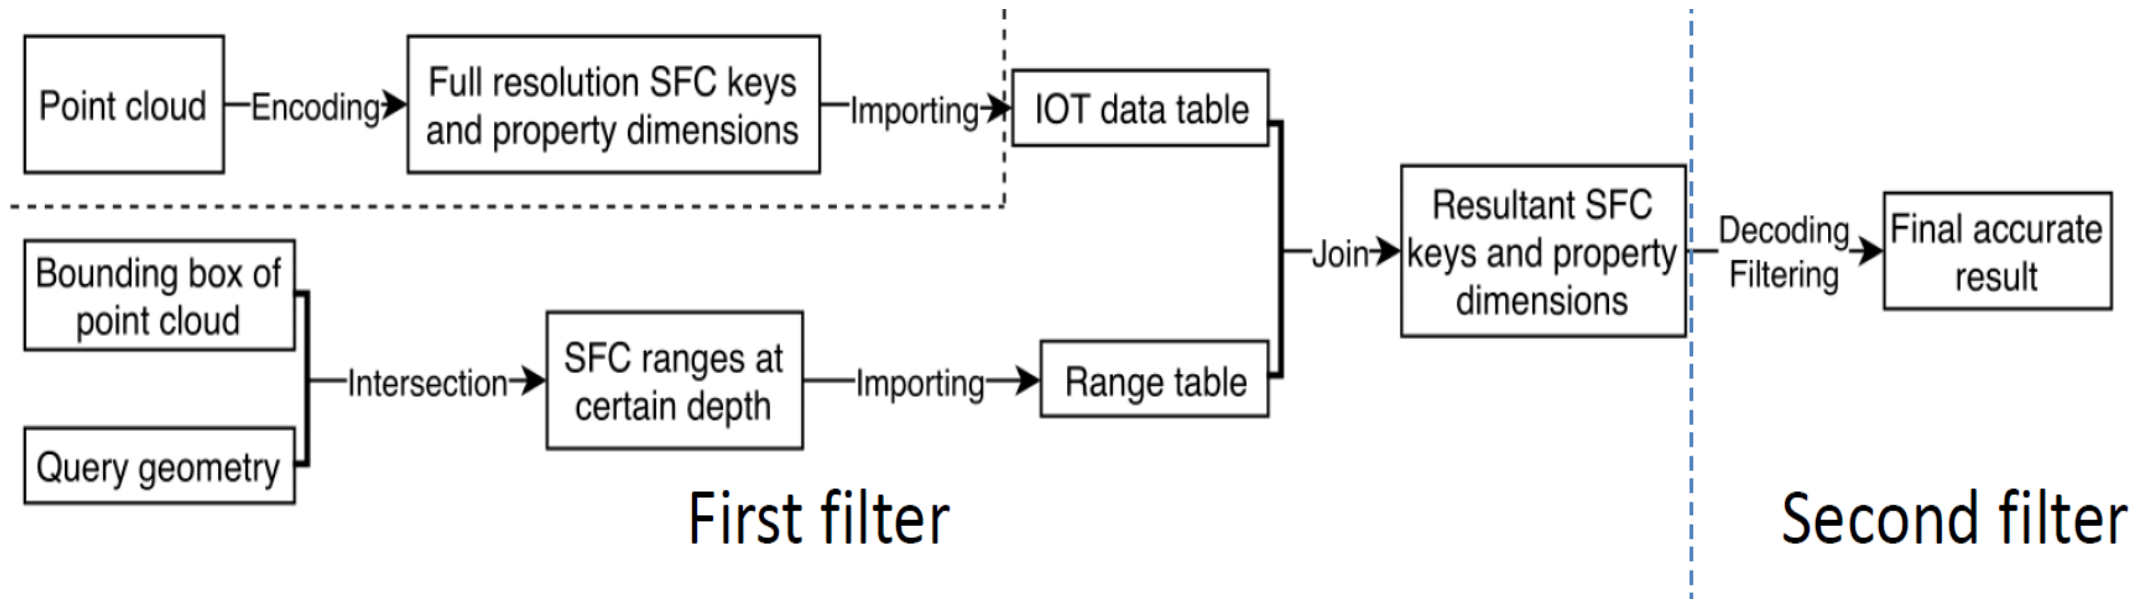 Point cloud
Encoding
Full resolution SFC keys
and property dimensions
Importing
IOT data table
Bounding box of
point cloud
Query geometry
Intersection
SFC ranges at
certain depth
Importing
Range table
Join
Resultant SFC
keys and property
dimensions
Decoding
Filtering
Final accurate
result
First filter
Second filter